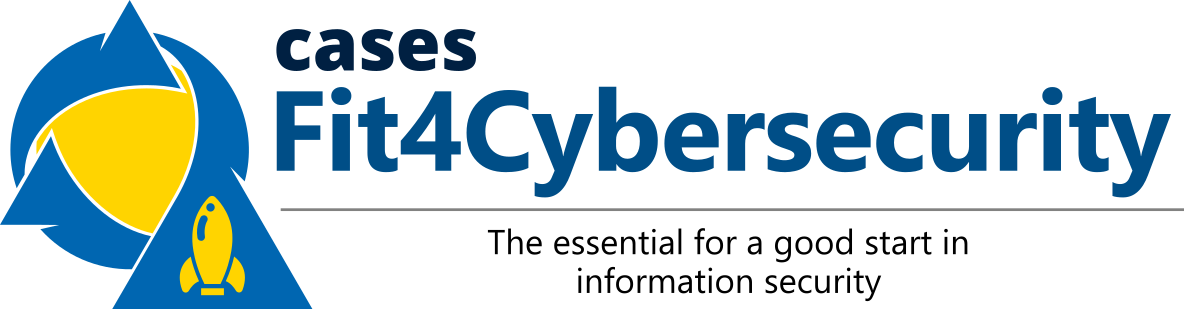 cases
Fit4Cybersecurity
The essential for a good start in
information security